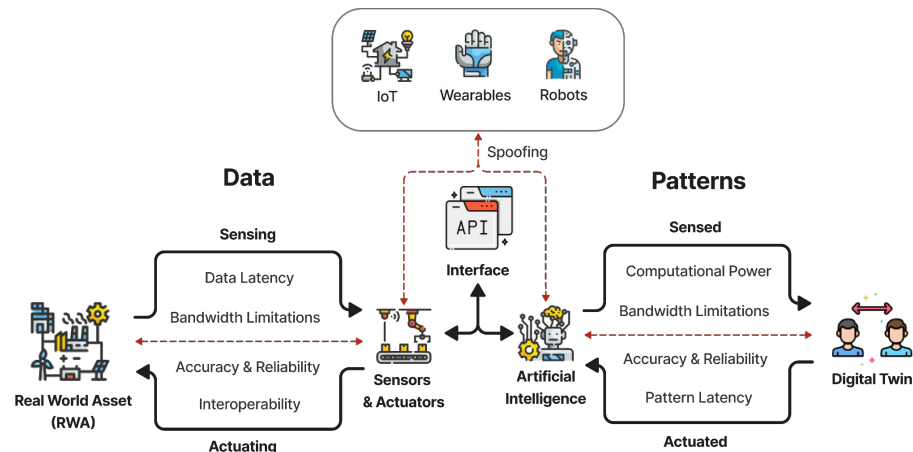 IoT
Wearables
Robots
Spoofing
Data
Patterns
Sensing
Data Latency
Bandwidth Limitations
Accuracy & Reliability
Interoperability
Actuating
Real World Asset
(RWA)
API
Interface
Sensors
& Actuators
Artificial
Intelligence
Sensed
Computational Power
Bandwidth Limitations
Accuracy & Reliability
Pattern Latency
Actuated
Digital Twin